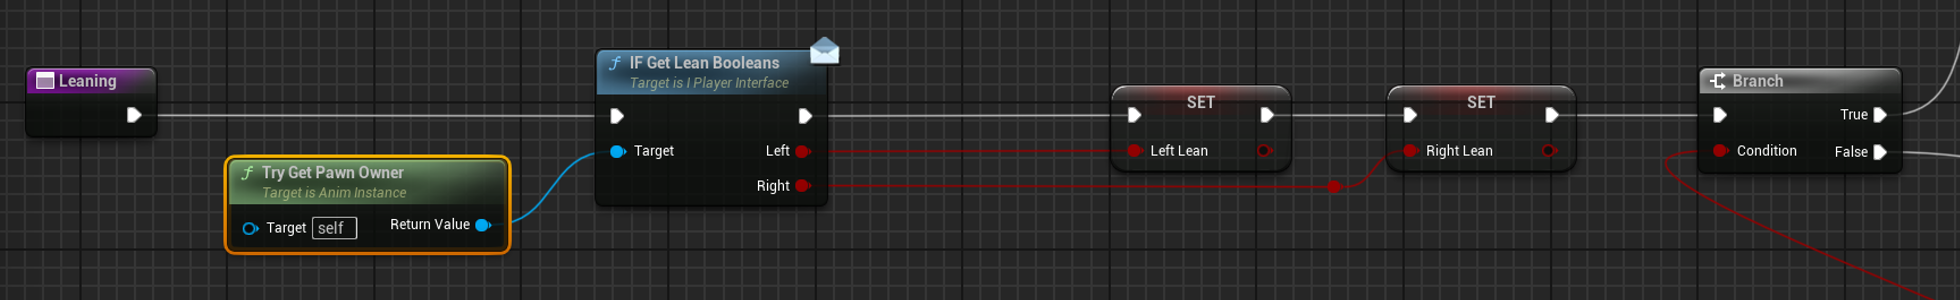 Leaning
Try Get Pawn Owner
Target is Anim Instance
Target self Return Value
f IF Get Lean Booleans
Target is I Player Interface
Target Left
Right
SET
Left Lean
SET
Right Lean
Branch
True
Condition False